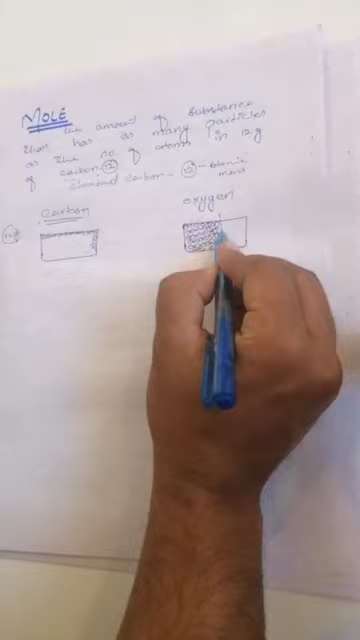 MOLE
The amount of substance
that has as many particles
as the no. of atoms in 12g
of carbon-12
standard carbon - 12 - atomic
mass
Carbon
oxygen